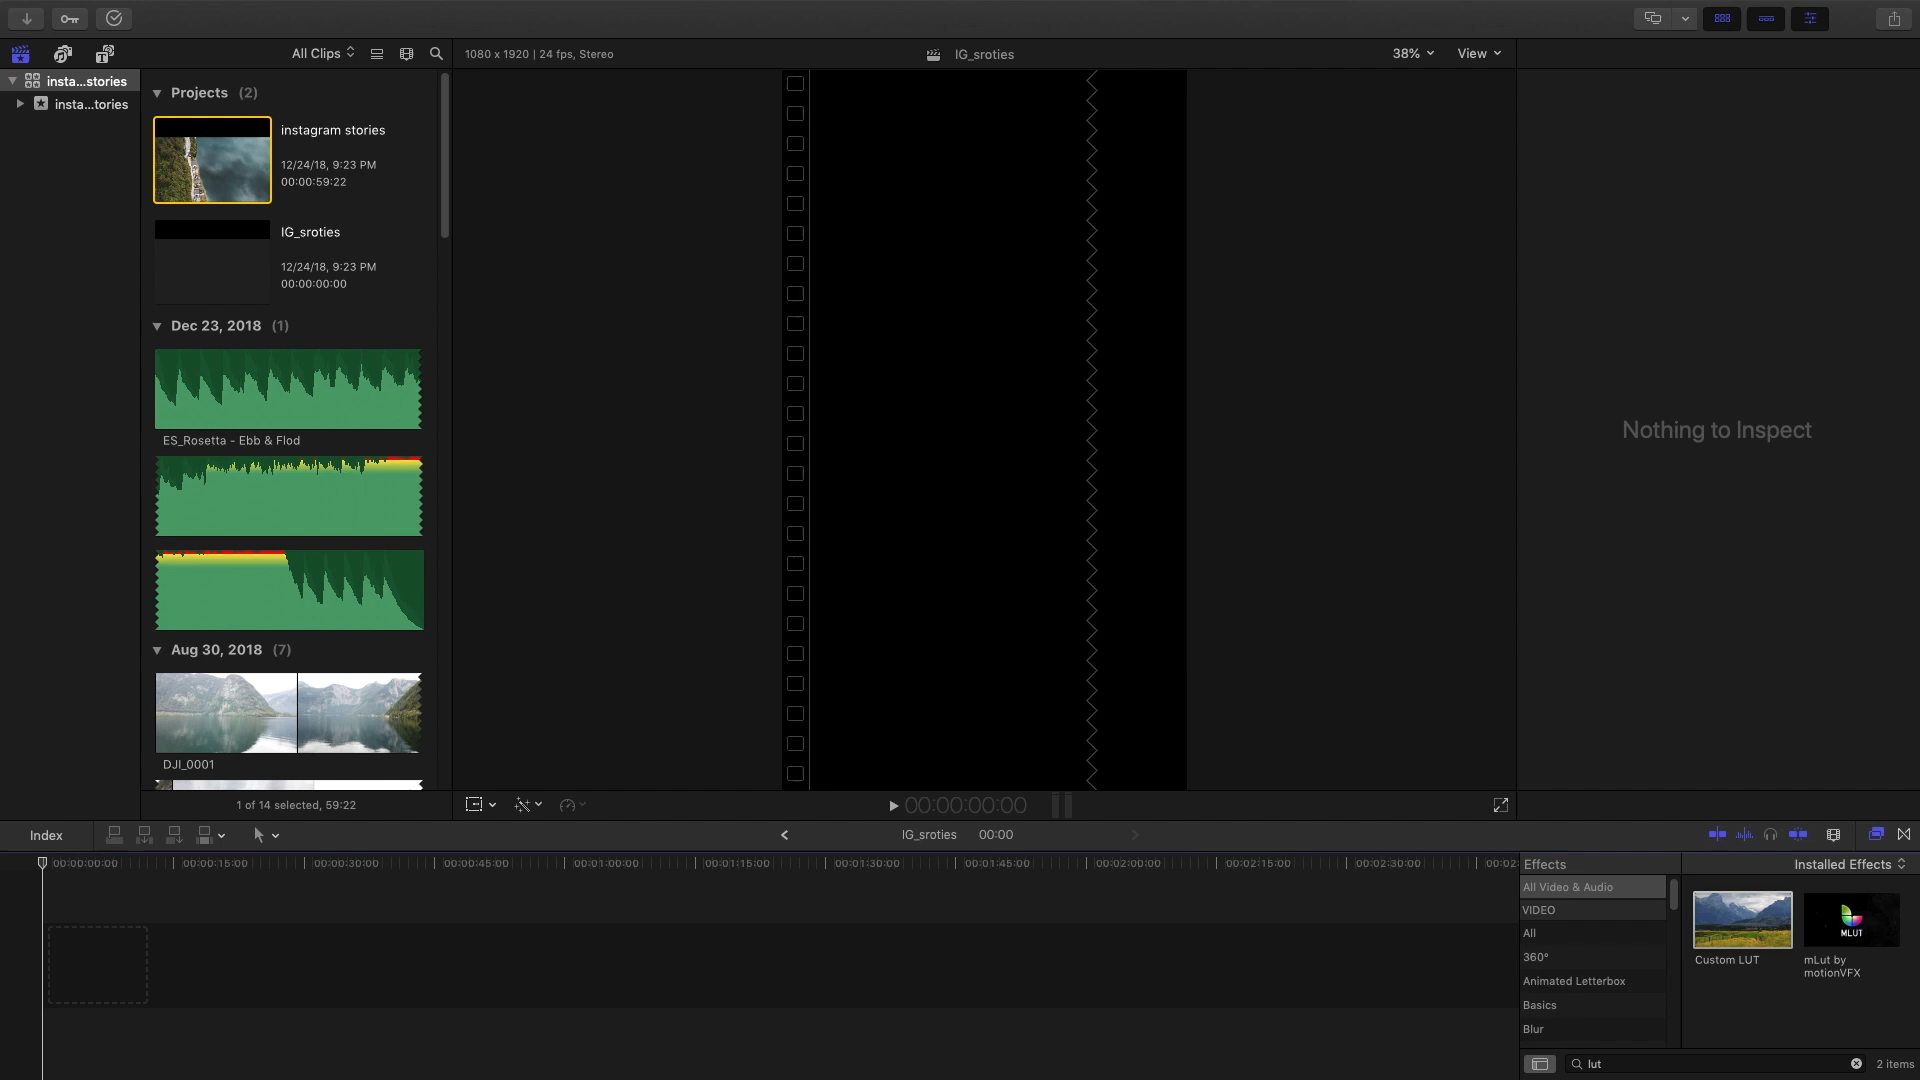 All Clips
1080 x 1920 | 24 fps, Stereo
IG_sroties
38%
View
insta...stories
insta...tories
Projects (2)
instagram stories
12/24/18, 9:23 PM
00:00:59:22
IG_sroties
12/24/18, 9:23 PM
00:00:00:00
Dec 23, 2018 (1)
ES_Rosetta - Ebb & Flod
Aug 30, 2018 (7)
DJI_0001
1 of 14 selected, 59:22
00:00:00:00
Nothing to Inspect
Index
IG_sroties 00:00
00:00:00:00 00:00:15:00 00:00:30:00 00:00:45:00 00:01:00:00 00:01:15:00 00:01:30:00 00:01:45:00 00:02:00:00 00:02:15:00 00:02:30:00 00:02:
Effects
Installed Effects
All Video & Audio
VIDEO
All
360°
Animated Letterbox
Basics
Blur
MLUT
Custom LUT
mLut by
motionVFX
lut
2 items